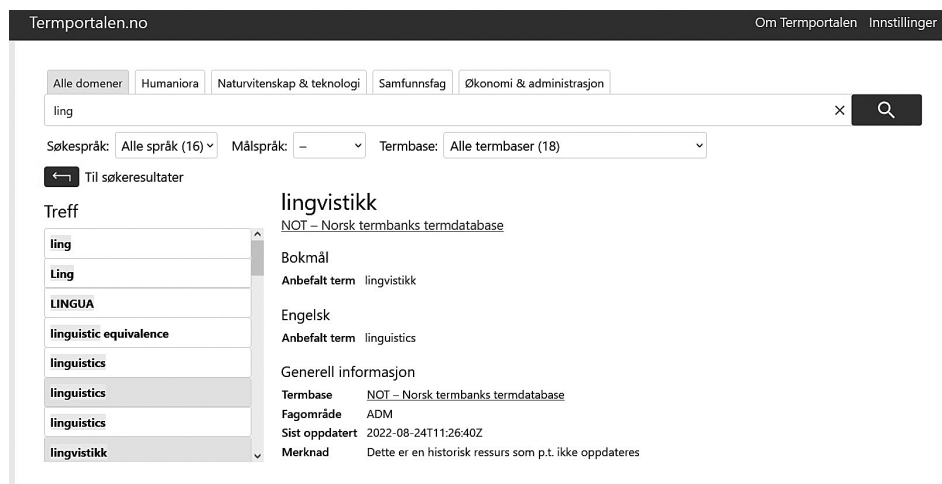 Termportalen.no
Om Termportalen Innstillinger
Alle domener Humaniora Naturvitenskap & teknologi Samfunnsfag Økonomi & administrasjon
ling
Søkespråk: Alle språk (16) Målspråk: – Termbase: Alle termbaser (18)
Til søkeresultater
Treff
ling
Ling
LINGUA
linguistic equivalence
linguistics
linguistics
linguistics
lingvistikk
lingvistikk
NOT – Norsk termbanks termdatabase
Bokmål
Anbefalt term lingvistikk
Engelsk
Anbefalt term linguistics
Generell informasjon
Termbase NOT – Norsk termbanks termdatabase
Fagområde ADM
Sist oppdatert 2022-08-24T11:26:40Z
Merknad Dette er en historisk ressurs som p.t. ikke oppdateres